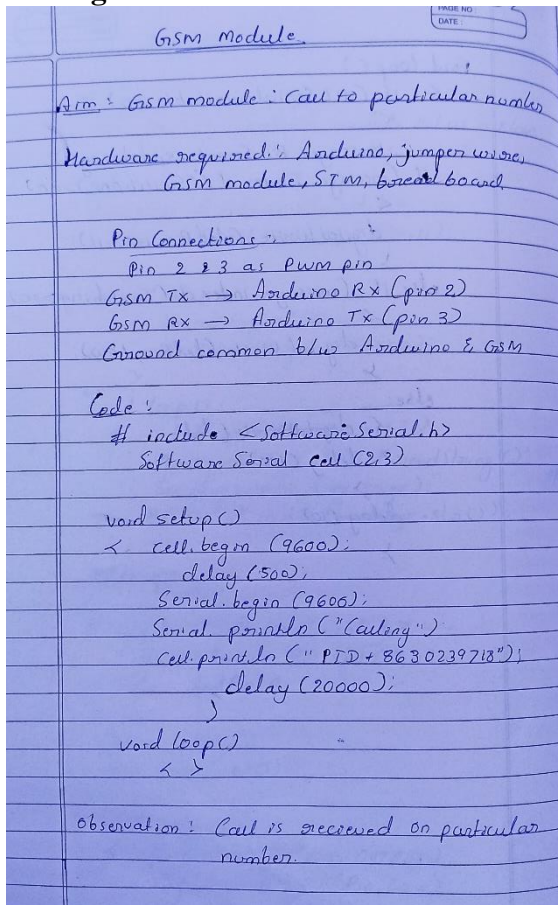 PAGE NO
DATE
GSM module
Aim : GSM module : Call to particular number
Hardware required : Arduino, jumper wire,
GSM module, SIM, bread board
Pin Connections :
Pin 2 & 3 as PWM pin
GSM TX → Arduino RX (pin 2)
GSM RX → Arduino TX (pin 3)
Ground common b/w Arduino & GSM
Code :
# include <Software Serial.h>
Software Serial cell (2,3)
void setup()
{ cell.begin (9600);
delay (500);
Serial.begin (9600);
Serial. println ("Calling")
cell.println (" PTD + 8630239718");
delay (20000);
}
void loop()
{ }
Observation : Call is recieved on particular
number.